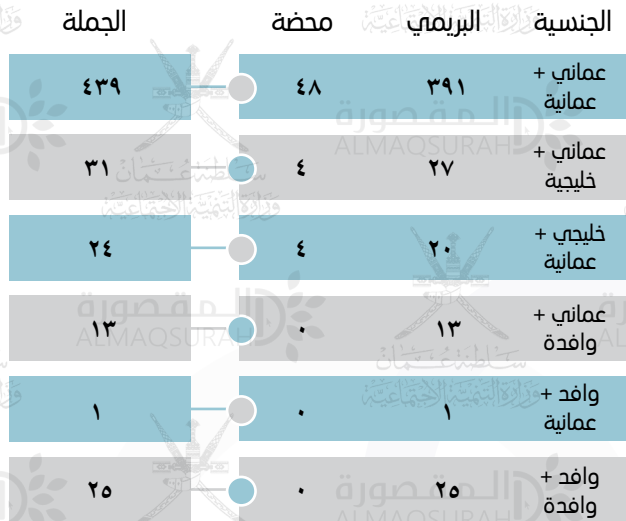 الجنسية البريمي محضة الجملة
عماني + عمانية ٣٩١ ٤٨ ٤٣٩
عماني + خليجية ٢٧ ٤ ٣١
خليجي + عمانية ٢٠ ٤ ٢٤
عماني + وافدة ١٣ ٠ ١٣
وافد + عمانية ١ ٠ ١
وافد + وافدة ٢٥ ٠ ٢٥
المقصورة
ALMAQSURAH
سلطنة عُمان
وزارة التنمية الاجتماعية